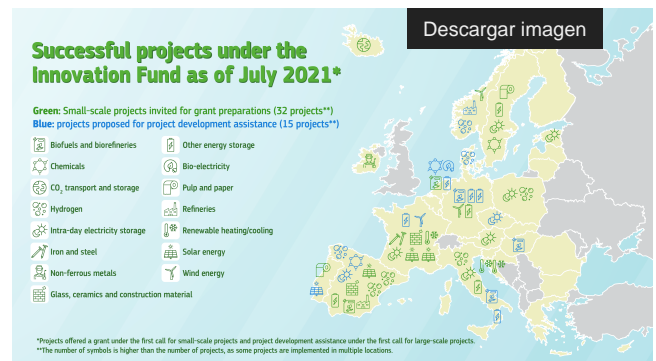 Descargar imagen
Successful projects under the
Innovation Fund as of July 2021*
Green: Small-scale projects invited for grant preparations (32 projects**)
Blue: projects proposed for project development assistance (15 projects**)
Biofuels and biorefineries
Other energy storage
Chemicals
Bio-electricity
CO₂ transport and storage
Pulp and paper
Hydrogen
Refineries
Intra-day electricity storage
Renewable heating/cooling
Iron and steel
Solar energy
Non-ferrous metals
Wind energy
Glass, ceramics and construction material
*Projects offered a grant under the first call for small-scale projects and project development assistance under the first call for large-scale projects.
**The number of symbols is higher than the number of projects, as some projects are implemented in multiple locations.